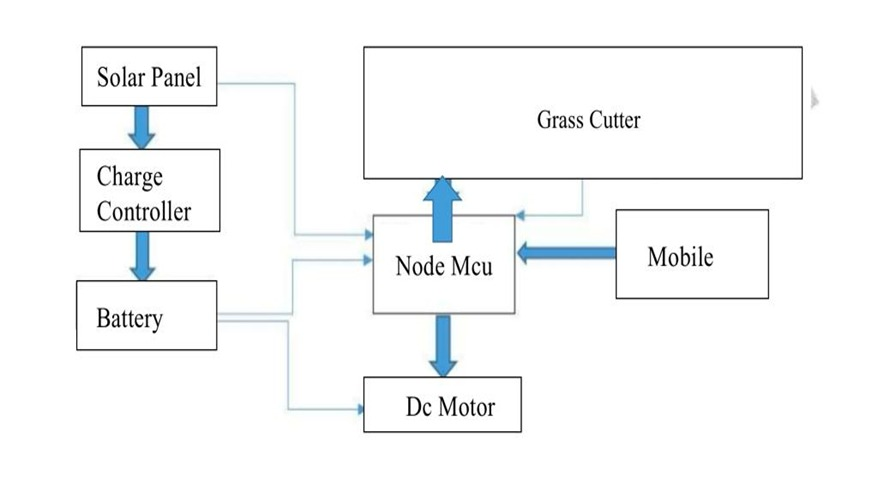 Solar Panel
Grass Cutter
Charge
Controller
Node Mcu
Mobile
Battery
Dc Motor